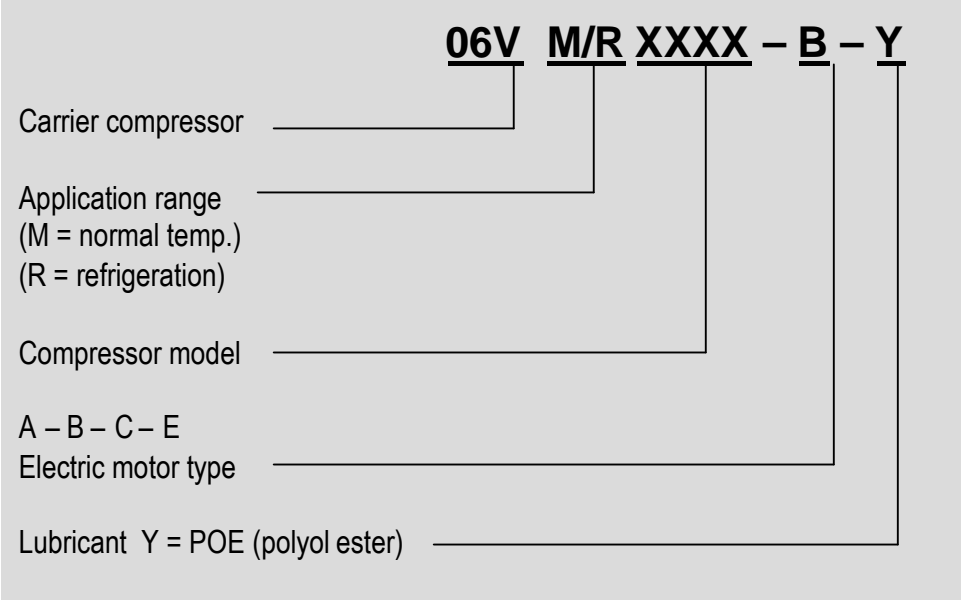 06V M/R XXXX – B – Y
Carrier compressor
Application range
(M = normal temp.)
(R = refrigeration)
Compressor model
A – B – C – E
Electric motor type
Lubricant Y = POE (polyol ester)